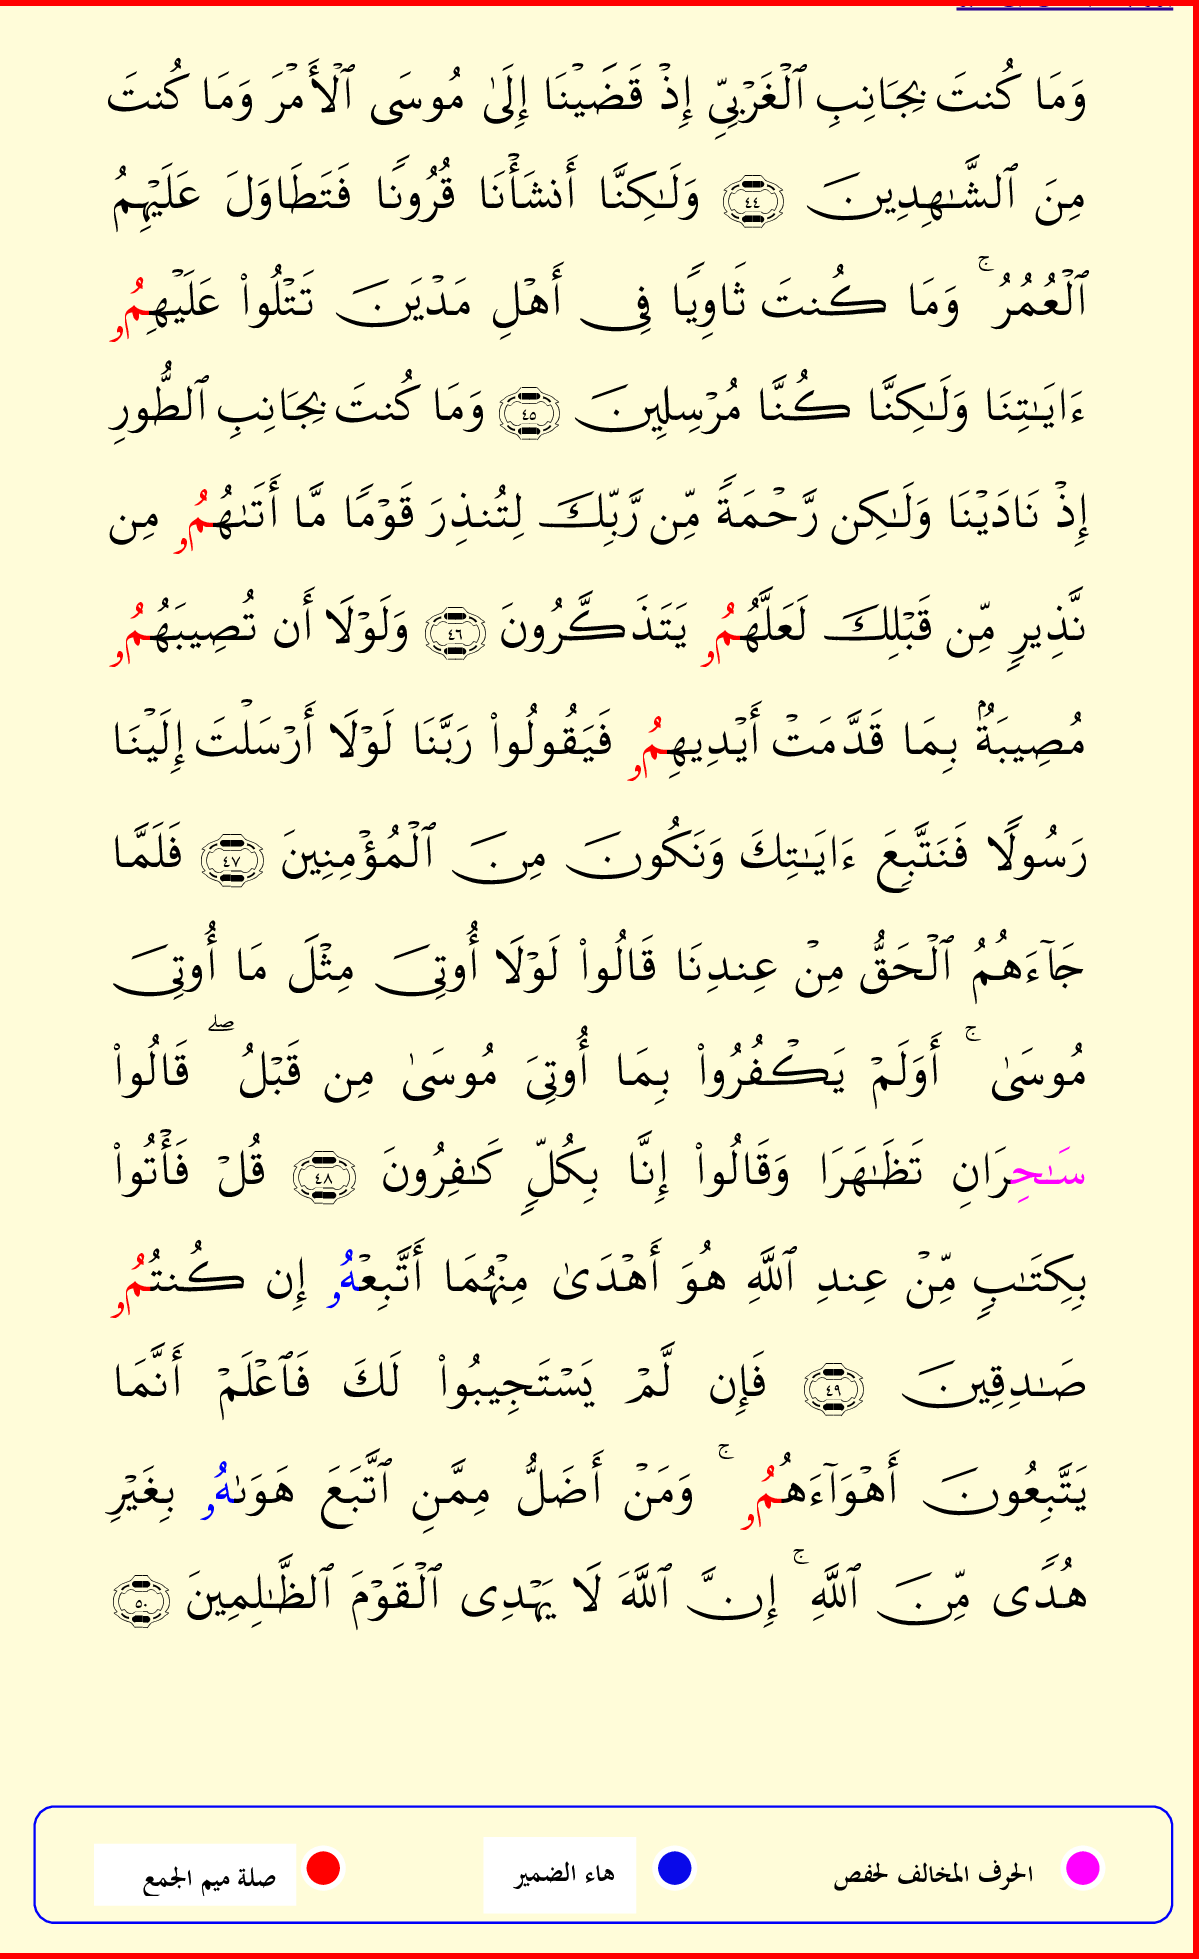 وَمَا كُنتَ بِجَانِبِ ٱلْغَرْبِيِّ إِذْ قَضَيْنَا إِلَىٰ مُوسَى ٱلْأَمْرَ وَمَا كُنتَ
مِنَ ٱلشَّٰهِدِينَ ٤٤ وَلَٰكِنَّا أَنشَأْنَا قُرُونًا فَتَطَاوَلَ عَلَيْهِمُ
ٱلْعُمُرُ ۚ وَمَا كُنتَ ثَاوِيًا فِى أَهْلِ مَدْيَنَ تَتْلُوا۟ عَلَيْهِمُۥ
ءَايَٰتِنَا وَلَٰكِنَّا كُنَّا مُرْسِلِينَ ٤٥ وَمَا كُنتَ بِجَانِبِ ٱلطُّورِ
إِذْ نَادَيْنَا وَلَٰكِن رَّحْمَةً مِّن رَّبِّكَ لِتُنذِرَ قَوْمًا مَّا أَتَىٰهُمُۥ مِن
نَّذِيرٍ مِّن قَبْلِكَ لَعَلَّهُمُۥ يَتَذَكَّرُونَ ٤٦ وَلَوْلَا أَن تُصِيبَهُمُۥ
مُصِيبَةٌۢ بِمَا قَدَّمَتْ أَيْدِيهِمُۥ فَيَقُولُوا۟ رَبَّنَا لَوْلَا أَرْسَلْتَ إِلَيْنَا
رَسُولًا فَنَتَّبِعَ ءَايَٰتِكَ وَنَكُونَ مِنَ ٱلْمُؤْمِنِينَ ٤٧ فَلَمَّا
جَآءَهُمُ ٱلْحَقُّ مِنْ عِندِنَا قَالُوا۟ لَوْلَا أُوتِىَ مِثْلَ مَا أُوتِىَ
مُوسَىٰ ۚ أَوَلَمْ يَكْفُرُوا۟ بِمَا أُوتِىَ مُوسَىٰ مِن قَبْلُ ۖ قَالُوا۟
سَٰحِرَانِ تَظَٰهَرَا وَقَالُوا۟ إِنَّا بِكُلٍّ كَٰفِرُونَ ٤٨ قُلْ فَأْتُوا۟
بِكِتَٰبٍ مِّنْ عِندِ ٱللَّهِ هُوَ أَهْدَىٰ مِنْهُمَا أَتَّبِعْهُۥ إِن كُنتُمُۥ
صَٰدِقِينَ ٤٩ فَإِن لَّمْ يَسْتَجِيبُوا۟ لَكَ فَٱعْلَمْ أَنَّمَا
يَتَّبِعُونَ أَهْوَآءَهُمُۥ ۚ وَمَنْ أَضَلُّ مِمَّنِ ٱتَّبَعَ هَوَىٰهُۥ بِغَيْرِ
هُدًى مِّنَ ٱللَّهِ ۚ إِنَّ ٱللَّهَ لَا يَهْدِى ٱلْقَوْمَ ٱلظَّٰلِمِينَ ٥٠
الحرف المخالف لحفص هاء الضمير صلة ميم الجمع